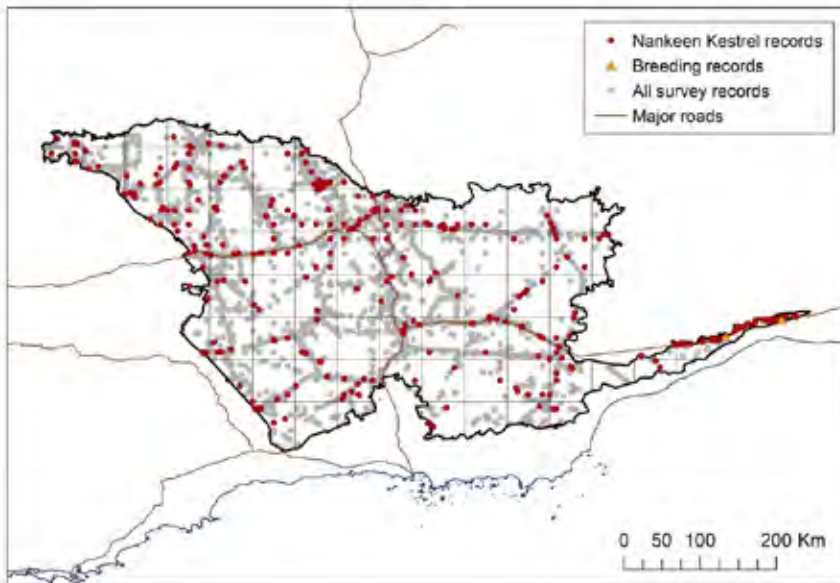 Nankeen Kestrel records
Breeding records
All survey records
Major roads
0 50 100 200 Km